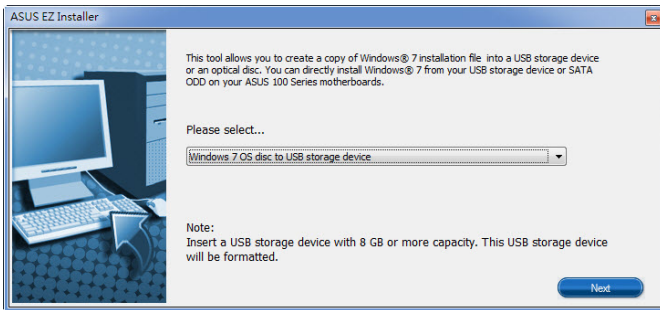 ASUS EZ Installer
This tool allows you to create a copy of Windows® 7 installation file into a USB storage device
or an optical disc. You can directly install Windows® 7 from your USB storage device or SATA
ODD on your ASUS 100 Series motherboards.
Please select...
Windows 7 OS disc to USB storage device
Note:
Insert a USB storage device with 8 GB or more capacity. This USB storage device
will be formatted.
Next